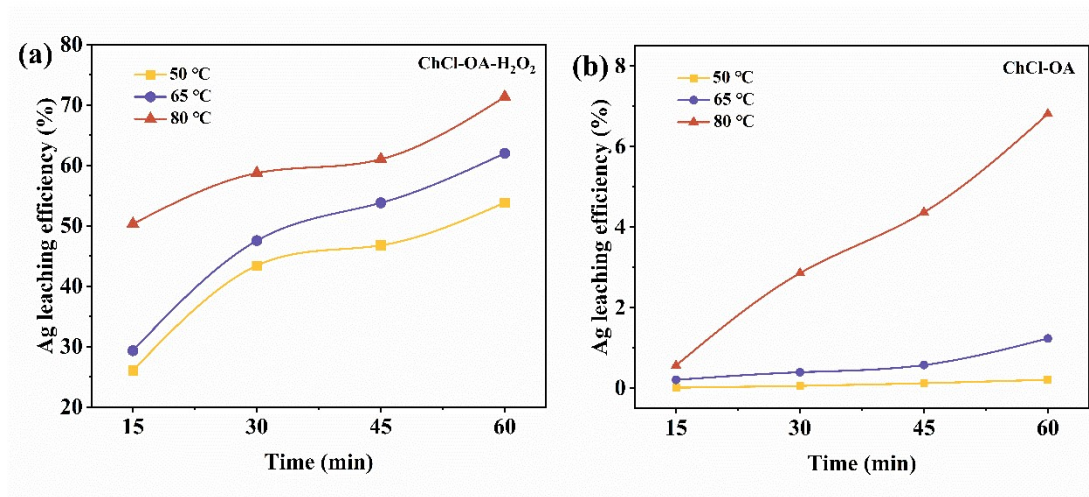 (a)
ChCl-OA-H₂O₂
50 °C
65 °C
80 °C
Ag leaching efficiency (%)
80
70
60
50
40
30
20
15 30 45 60
Time (min)
(b)
ChCl-OA
50 °C
65 °C
80 °C
Ag leaching efficiency (%)
8
6
4
2
0
15 30 45 60
Time (min)